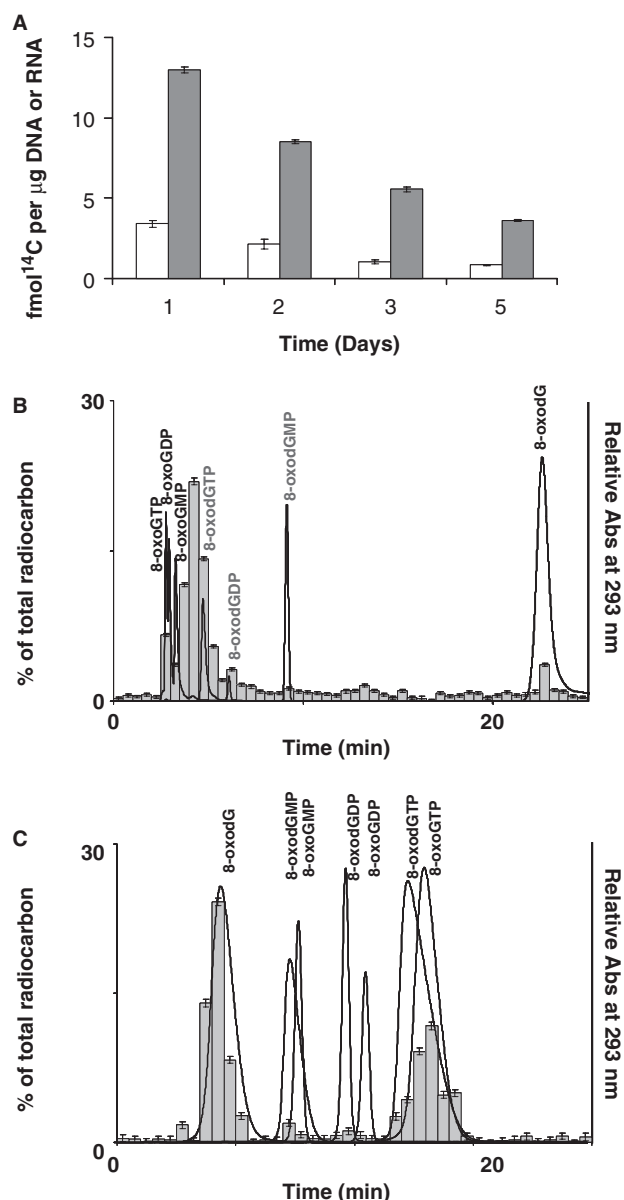 A
fmol14C per μg DNA or RNA
15
10
5
0
1 2 3 5
Time (Days)
B
% of total radiocarbon
30
0
8-oxoGTP
8-oxoGDP
8-oxoGMP
8-oxodGTP
8-oxodGDP
8-oxodGMP
8-oxodG
Relative Abs at 293 nm
0 20
Time (min)
C
% of total radiocarbon
30
0
8-oxodG
8-oxodGMP
8-oxoGMP
8-oxodGDP
8-oxoGDP
8-oxodGTP
8-oxoGTP
Relative Abs at 293 nm
0 20
Time (min)